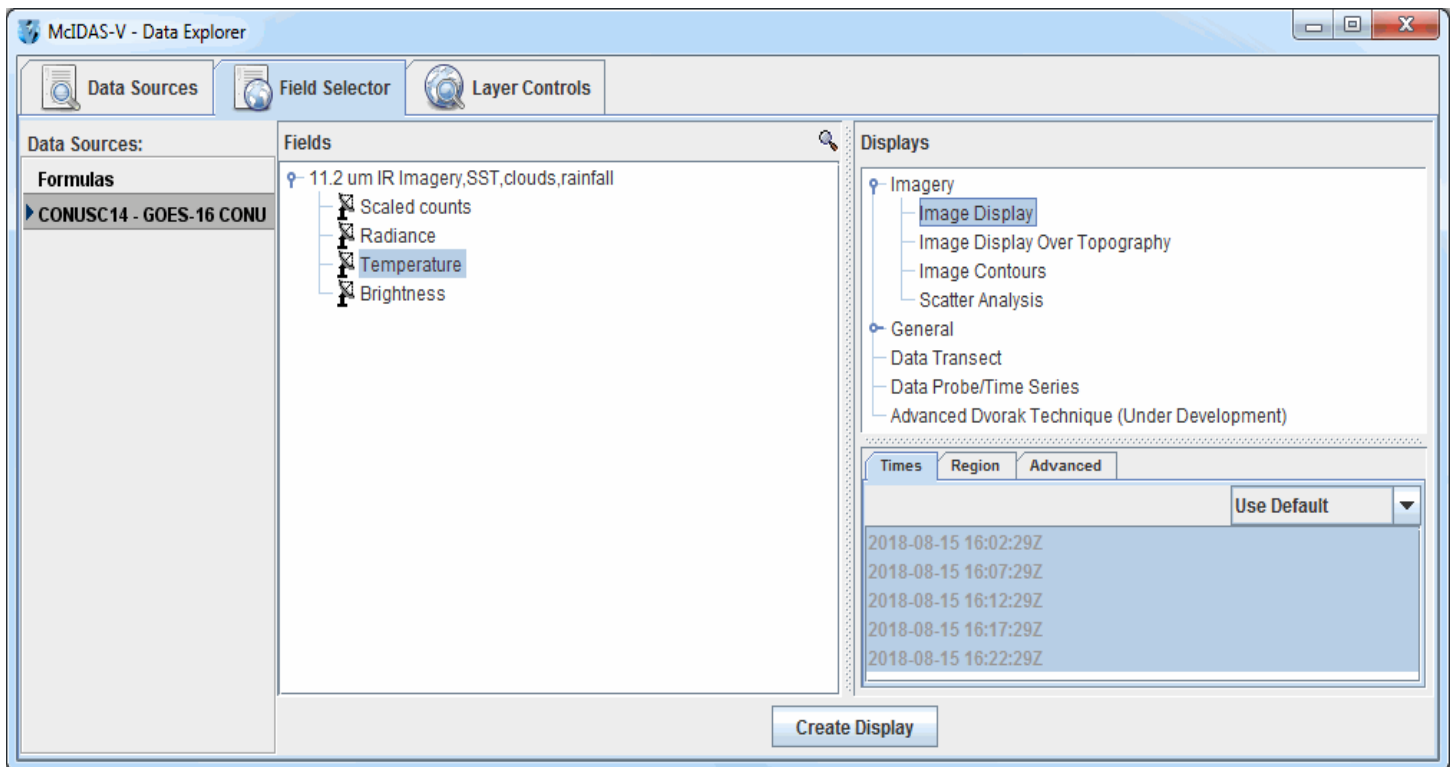 McIDAS-V - Data Explorer
Data Sources
Field Selector
Layer Controls
Data Sources:
Formulas
CONUSC14 - GOES-16 CONU
Fields
11.2 um IR Imagery,SST,clouds,rainfall
Scaled counts
Radiance
Temperature
Brightness
Displays
Imagery
Image Display
Image Display Over Topography
Image Contours
Scatter Analysis
General
Data Transect
Data Probe/Time Series
Advanced Dvorak Technique (Under Development)
Times
Region
Advanced
Use Default
2018-08-15 16:02:29Z
2018-08-15 16:07:29Z
2018-08-15 16:12:29Z
2018-08-15 16:17:29Z
2018-08-15 16:22:29Z
Create Display